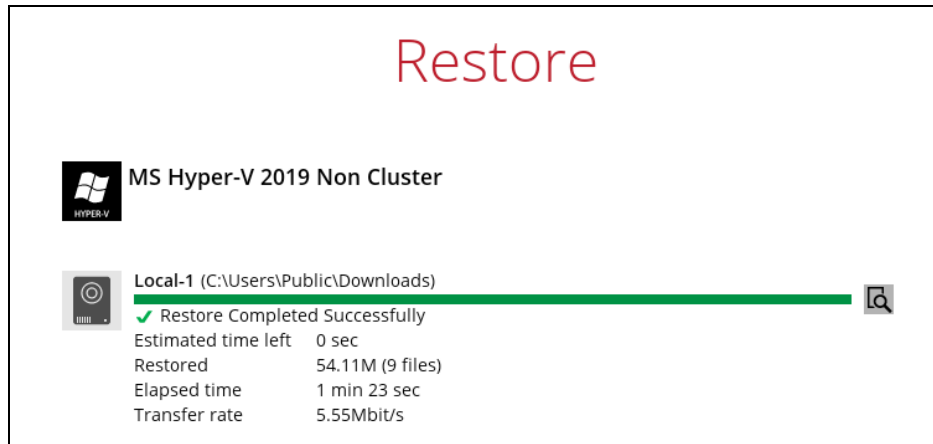 Restore
HYPER-V
MS Hyper-V 2019 Non Cluster
Local-1 (C:\Users\Public\Downloads)
Restore Completed Successfully
Estimated time left 0 sec
Restored 54.11M (9 files)
Elapsed time 1 min 23 sec
Transfer rate 5.55Mbit/s